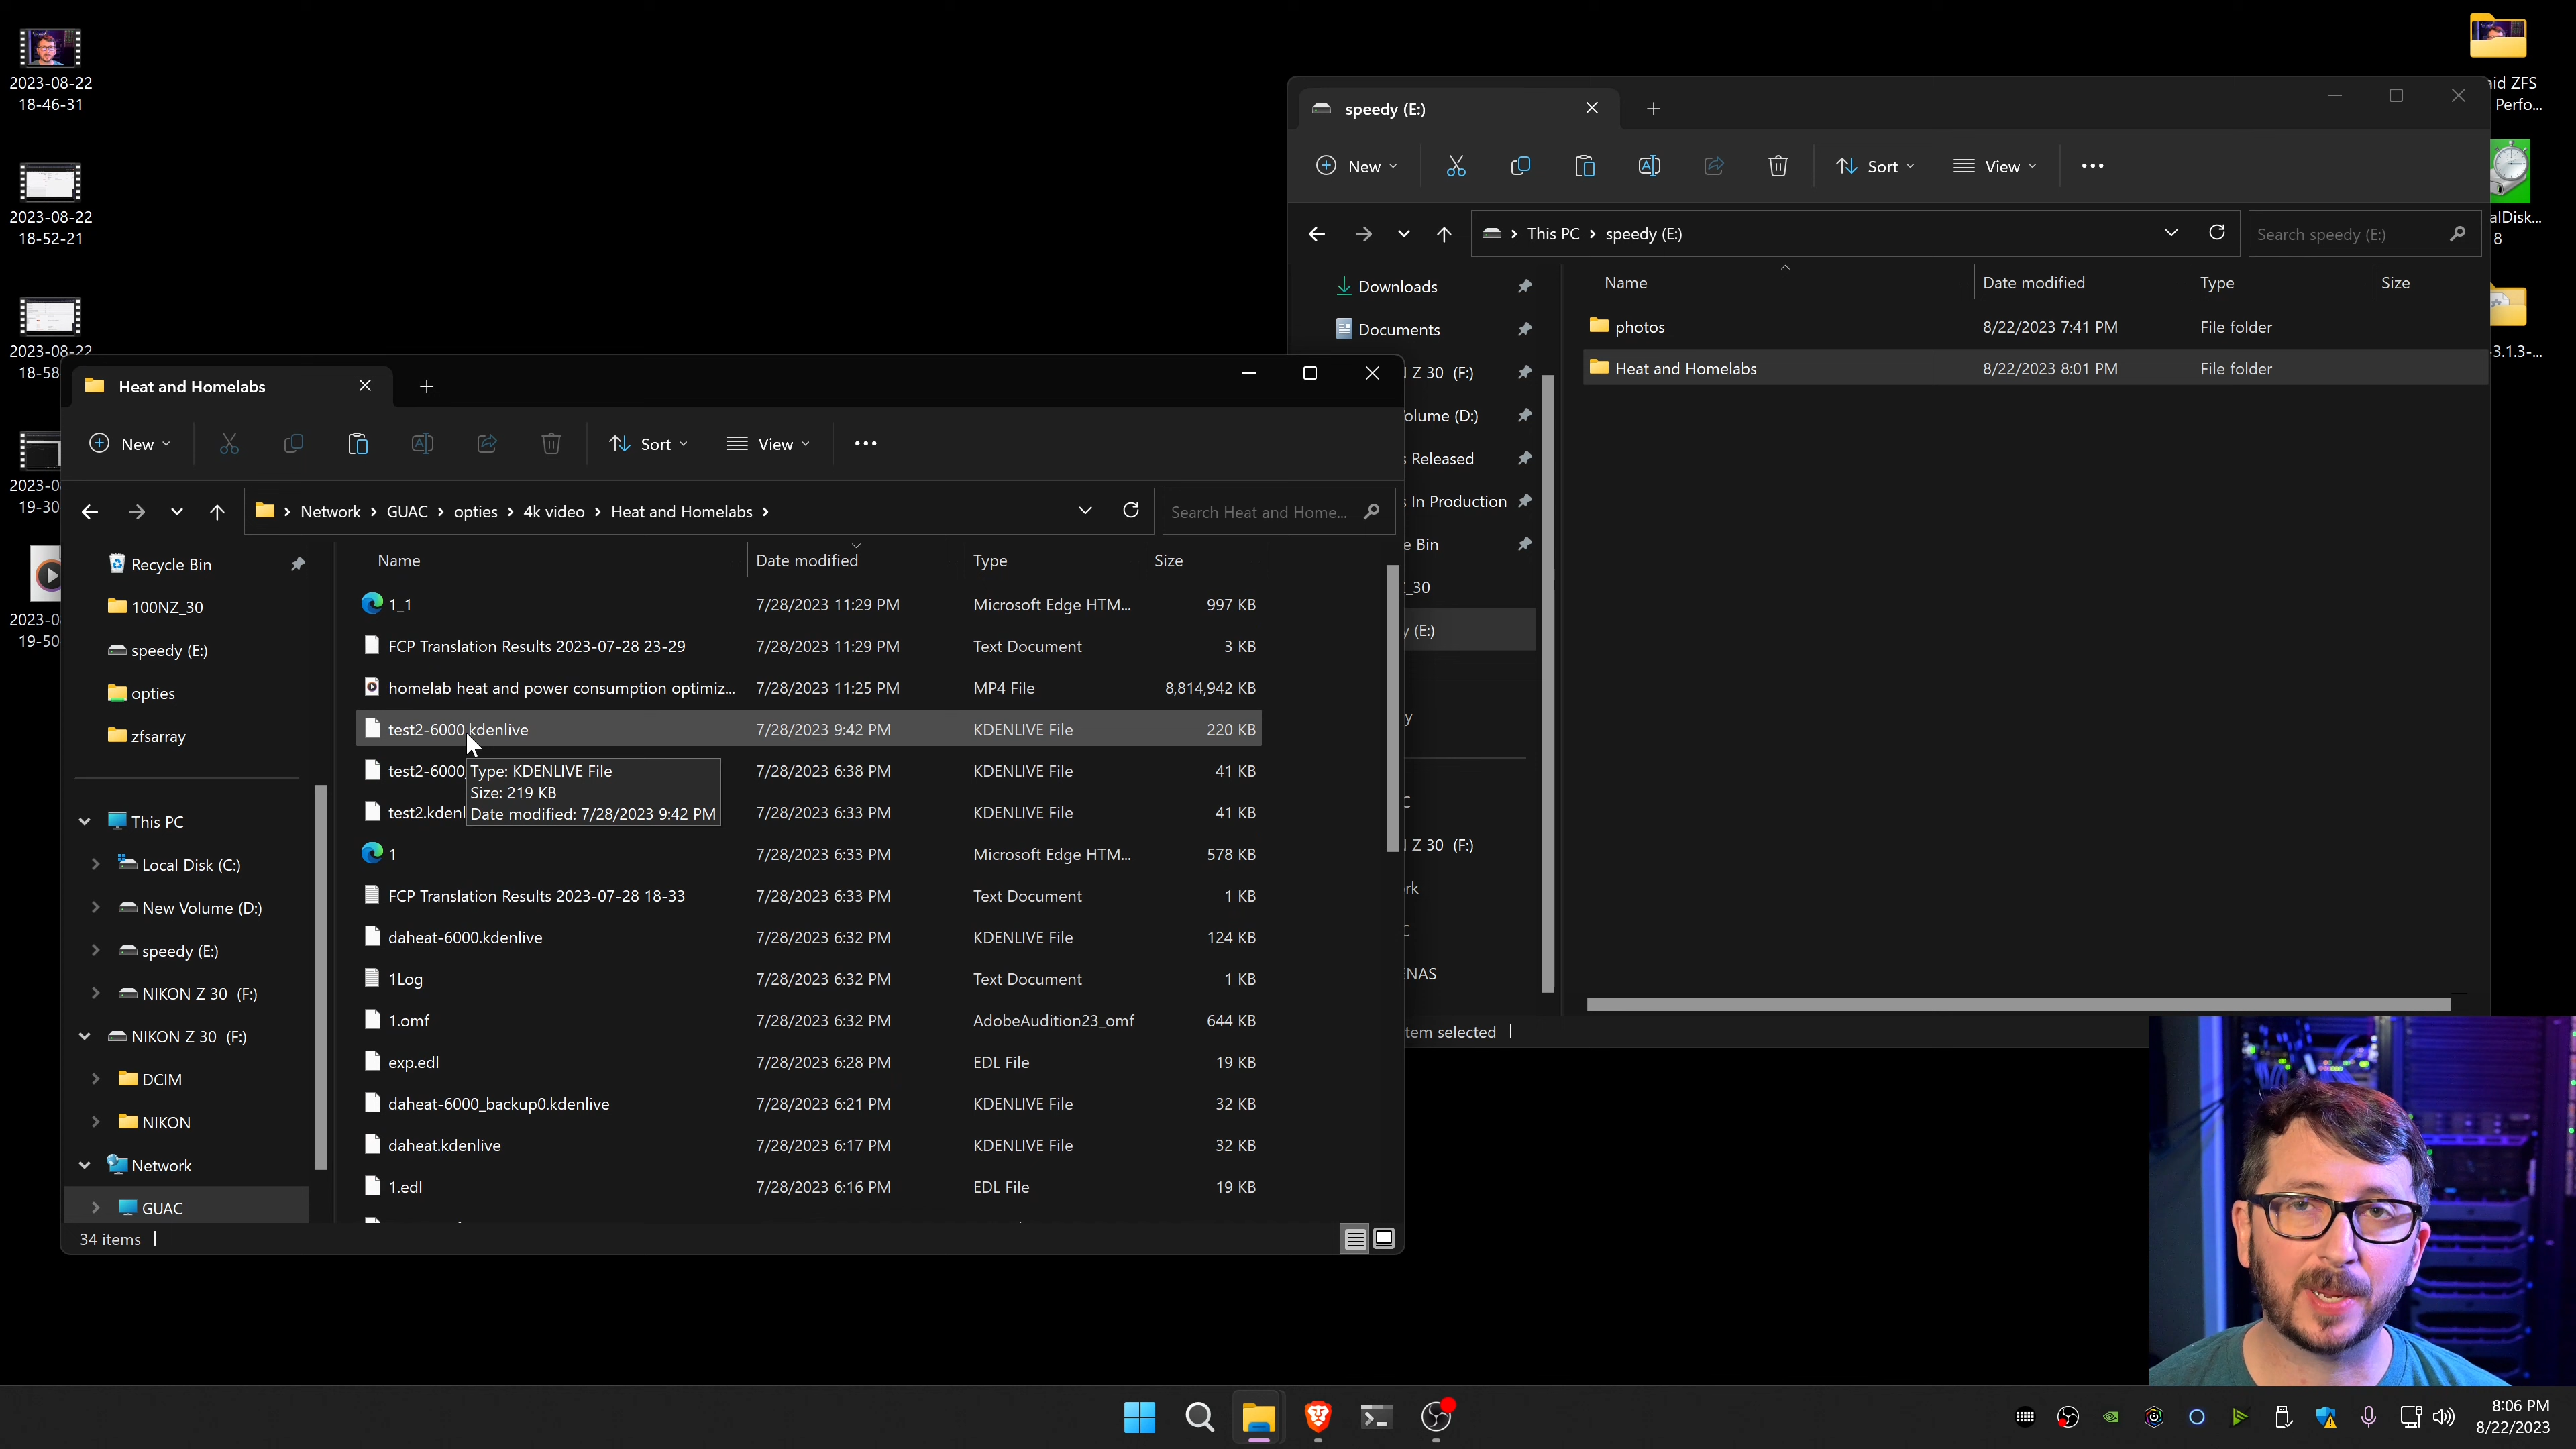 2023-08-22
18-46-31
2023-08-22
18-52-21
2023-08-22
18-58
2023-0
19-30
2023-0
19-50
aid ZFS
Perfo...
alDisk...
8
-3.1.3-...
speedy (E:)
New
Sort
View
This PC
speedy (E:)
Search speedy (E:)
Downloads
Documents
Z 30 (F:)
olume (D:)
s Released
s In Production
e Bin
_30
y (E:)
y
Z 30 (F:)
rk
NAS
Name
Date modified
Type
Size
photos
8/22/2023 7:41 PM
File folder
Heat and Homelabs
8/22/2023 8:01 PM
File folder
tem selected
Heat and Homelabs
New
Sort
View
Network
GUAC
opties
4k video
Heat and Homelabs
Search Heat and Home...
Recycle Bin
100NZ_30
speedy (E:)
opties
zfsarray
This PC
Local Disk (C:)
New Volume (D:)
speedy (E:)
NIKON Z 30 (F:)
NIKON Z 30 (F:)
DCIM
NIKON
Network
GUAC
Name Date modified Type Size
1_1 7/28/2023 11:29 PM Microsoft Edge HTM... 997 KB
FCP Translation Results 2023-07-28 23-29 7/28/2023 11:29 PM Text Document 3 KB
homelab heat and power consumption optimiz... 7/28/2023 11:25 PM MP4 File 8,814,942 KB
test2-6000.kdenlive 7/28/2023 9:42 PM KDENLIVE File 220 KB
test2-6000_ 7/28/2023 6:38 PM KDENLIVE File 41 KB
test2.kdenl 7/28/2023 6:33 PM KDENLIVE File 41 KB
Type: KDENLIVE File
Size: 219 KB
Date modified: 7/28/2023 9:42 PM
1 7/28/2023 6:33 PM Microsoft Edge HTM... 578 KB
FCP Translation Results 2023-07-28 18-33 7/28/2023 6:33 PM Text Document 1 KB
daheat-6000.kdenlive 7/28/2023 6:32 PM KDENLIVE File 124 KB
1Log 7/28/2023 6:32 PM Text Document 1 KB
1.omf 7/28/2023 6:32 PM AdobeAudition23_omf 644 KB
exp.edl 7/28/2023 6:28 PM EDL File 19 KB
daheat-6000_backup0.kdenlive 7/28/2023 6:21 PM KDENLIVE File 32 KB
daheat.kdenlive 7/28/2023 6:17 PM KDENLIVE File 32 KB
1.edl 7/28/2023 6:16 PM EDL File 19 KB
34 items
8:06 PM
8/22/2023